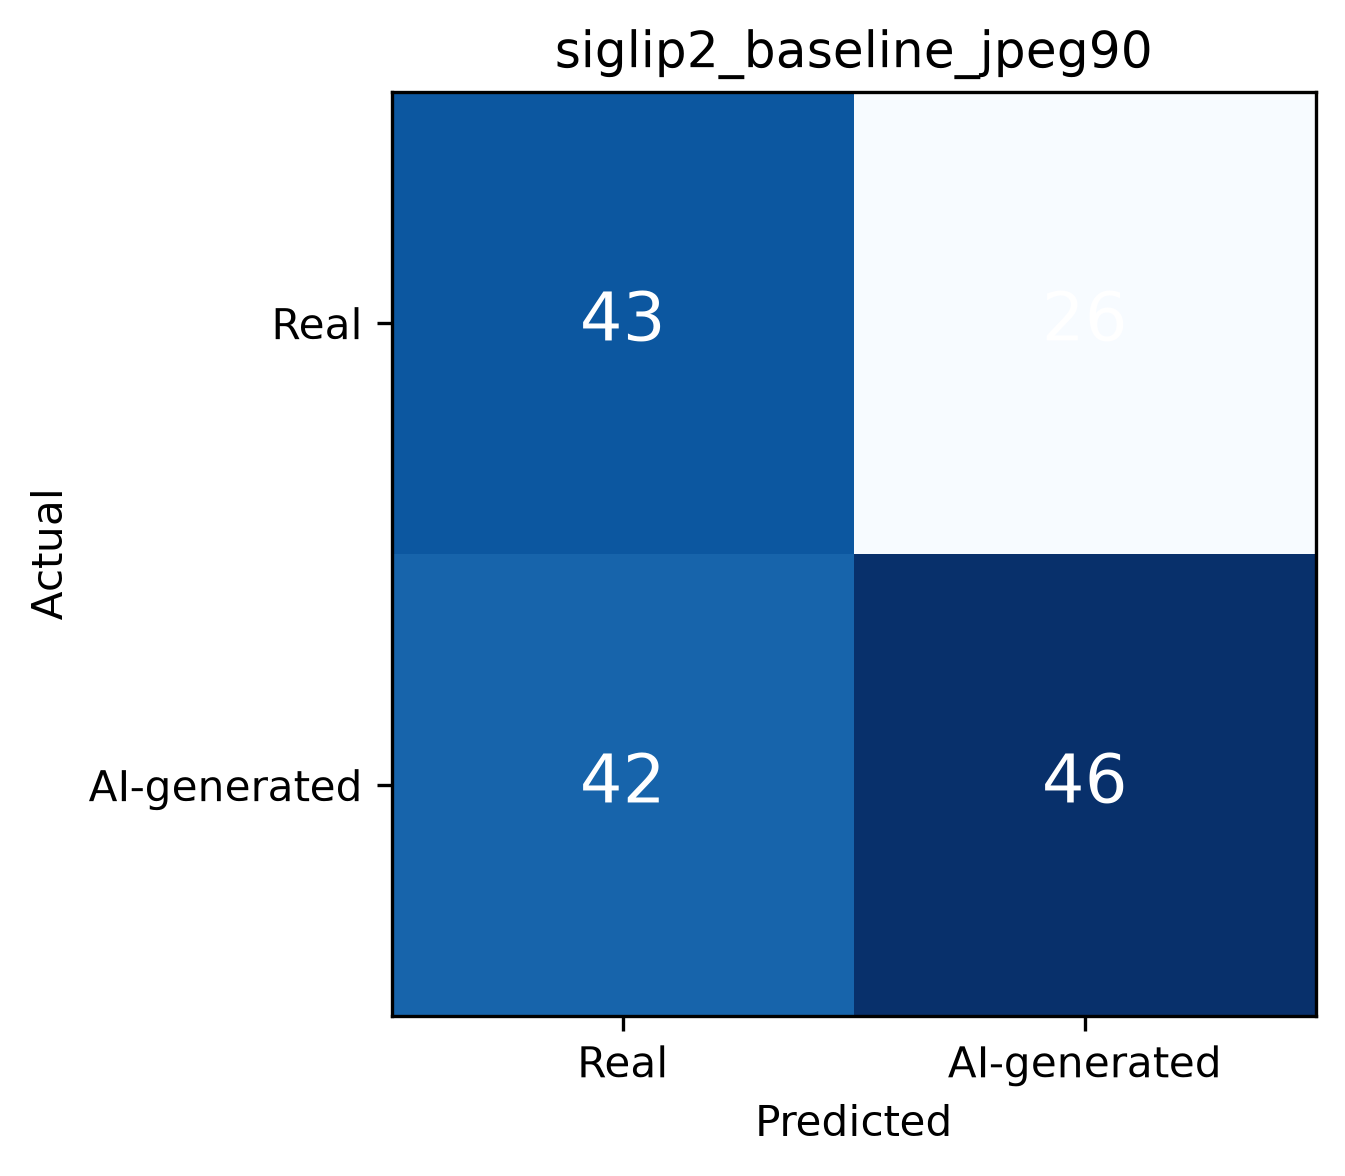 siglip2_baseline_jpeg90
Actual
Real
43
26
AI-generated
42
46
Real
AI-generated
Predicted